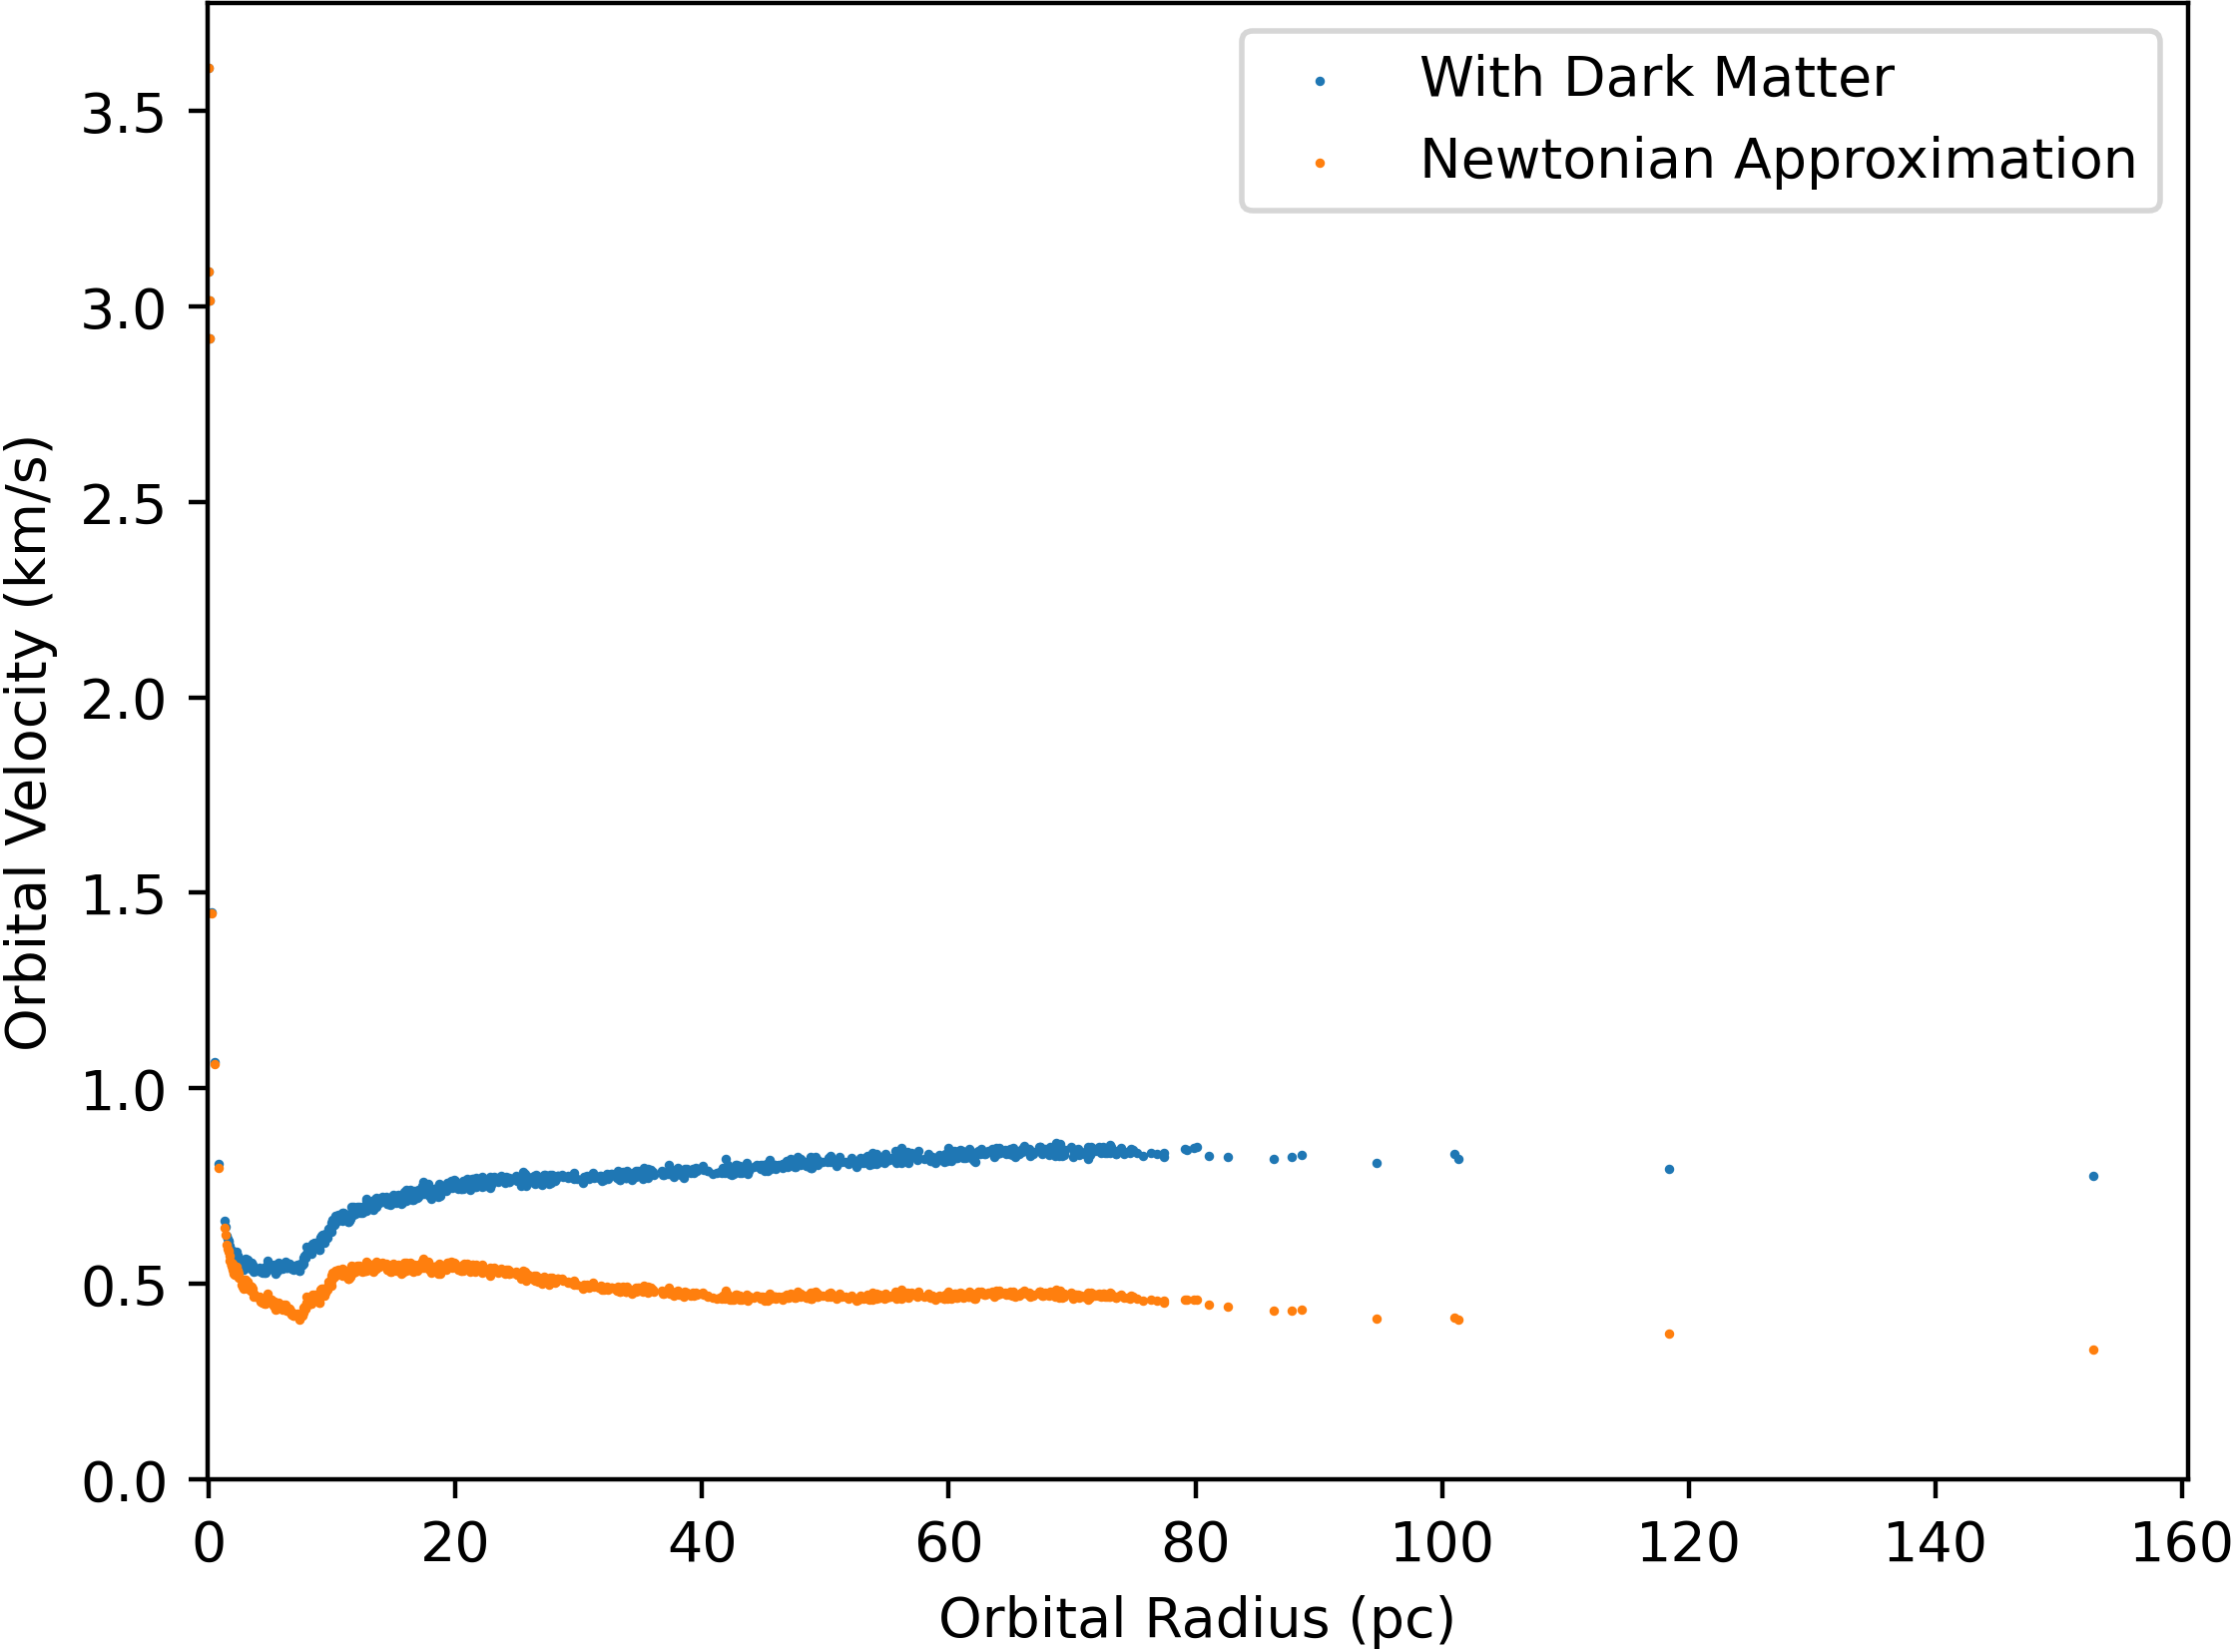 With Dark Matter
Newtonian Approximation
3.5
3.0
2.5
2.0
1.5
1.0
0.5
0.0
Orbital Velocity (km/s)
0 20 40 60 80 100 120 140 160
Orbital Radius (pc)